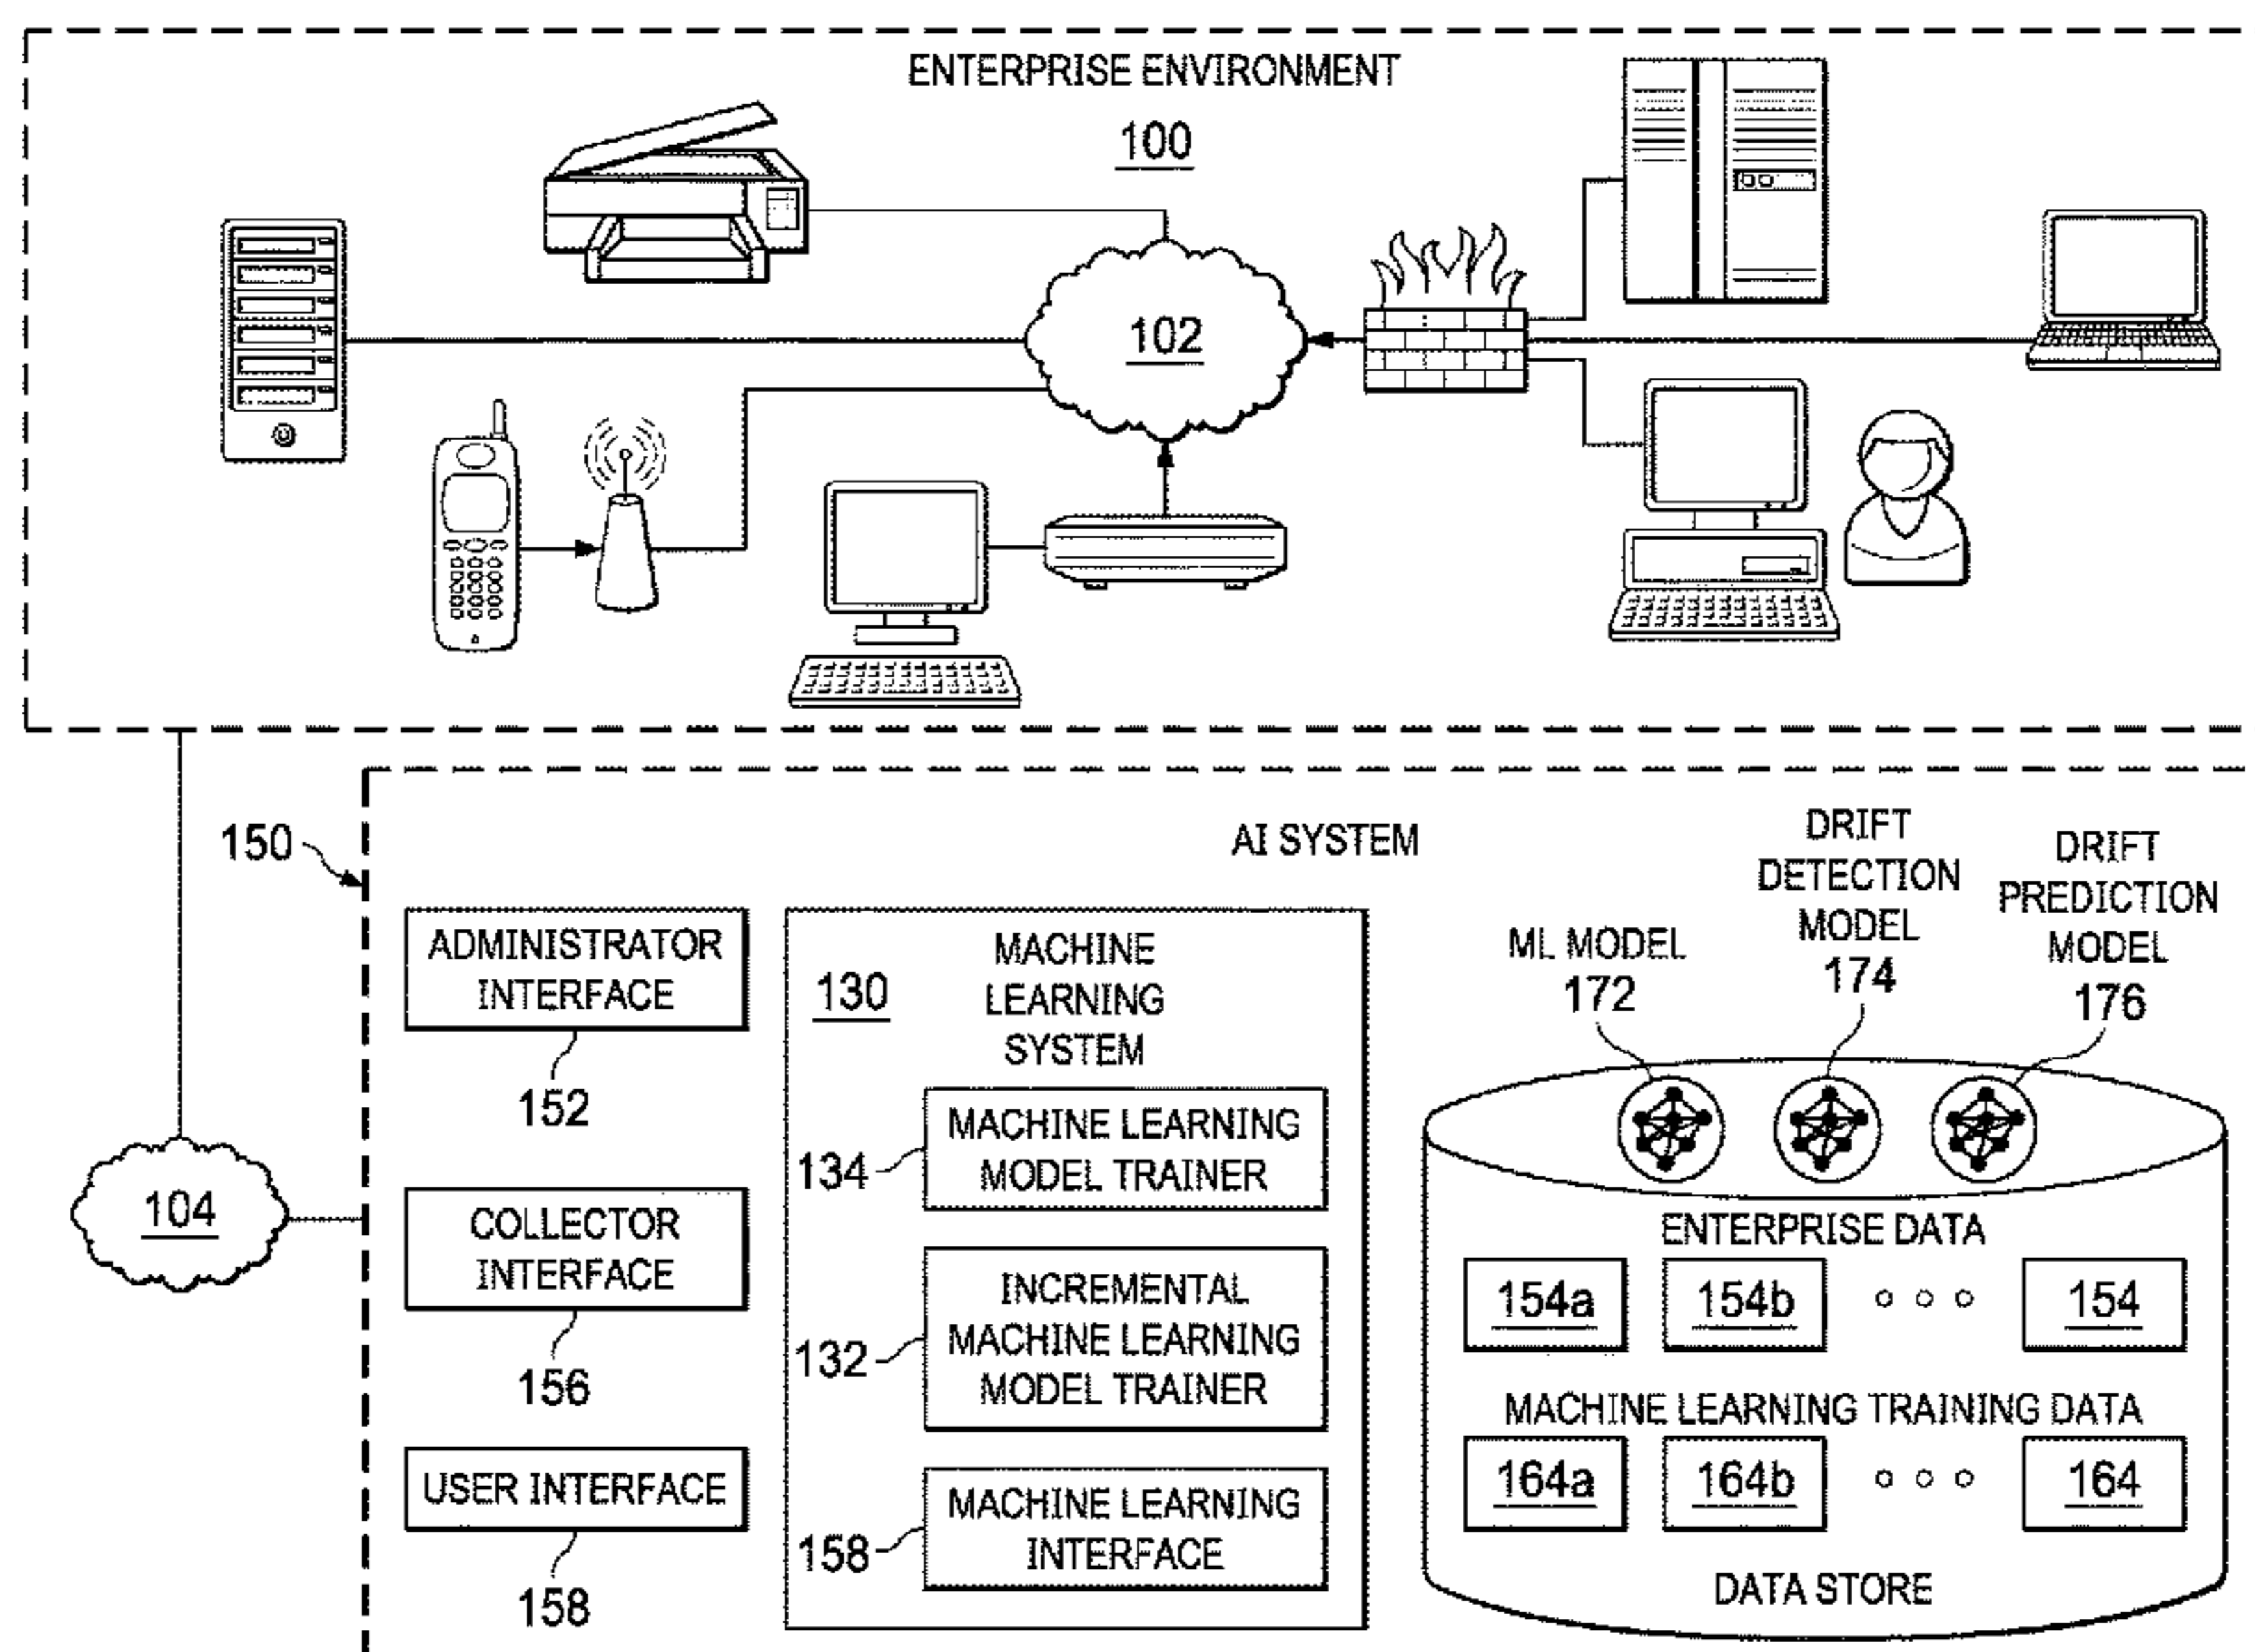 ENTERPRISE ENVIRONMENT
100
102
150
AI SYSTEM
ADMINISTRATOR
INTERFACE
152
COLLECTOR
INTERFACE
156
USER INTERFACE
158
104
130
MACHINE
LEARNING
SYSTEM
MACHINE LEARNING
MODEL TRAINER
134
INCREMENTAL
MACHINE LEARNING
MODEL TRAINER
132
MACHINE LEARNING
INTERFACE
158
ML MODEL
172
DRIFT
DETECTION
MODEL
174
DRIFT
PREDICTION
MODEL
176
ENTERPRISE DATA
154a 154b 154
MACHINE LEARNING TRAINING DATA
164a 164b 164
DATA STORE